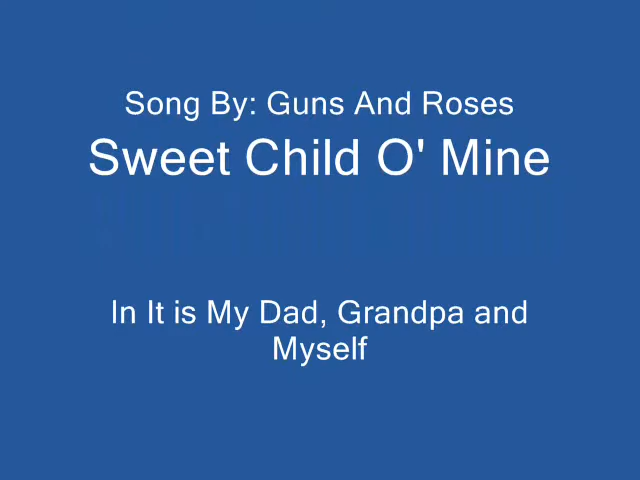 Song By: Guns And Roses
Sweet Child O' Mine
In It is My Dad, Grandpa and
Myself